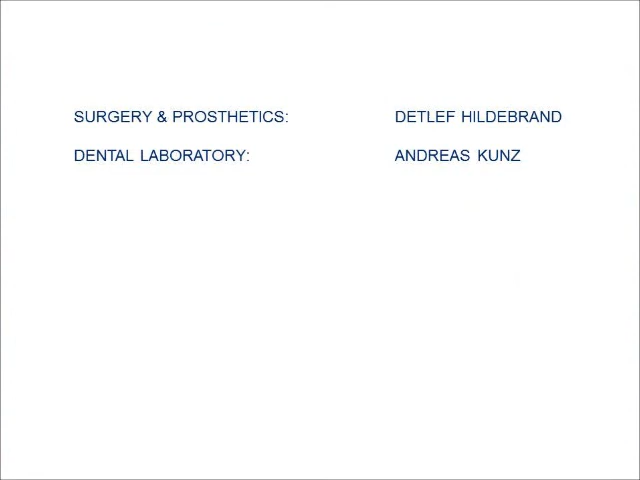 SURGERY & PROSTHETICS: DETLEF HILDEBRAND
DENTAL LABORATORY: ANDREAS KUNZ